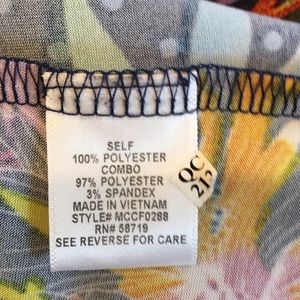 SELF
100% POLYESTER
COMBO
97% POLYESTER
3% SPANDEX
MADE IN VIETNAM
STYLE# MCCF0288
RN# 58719
SEE REVERSE FOR CARE
QC
212